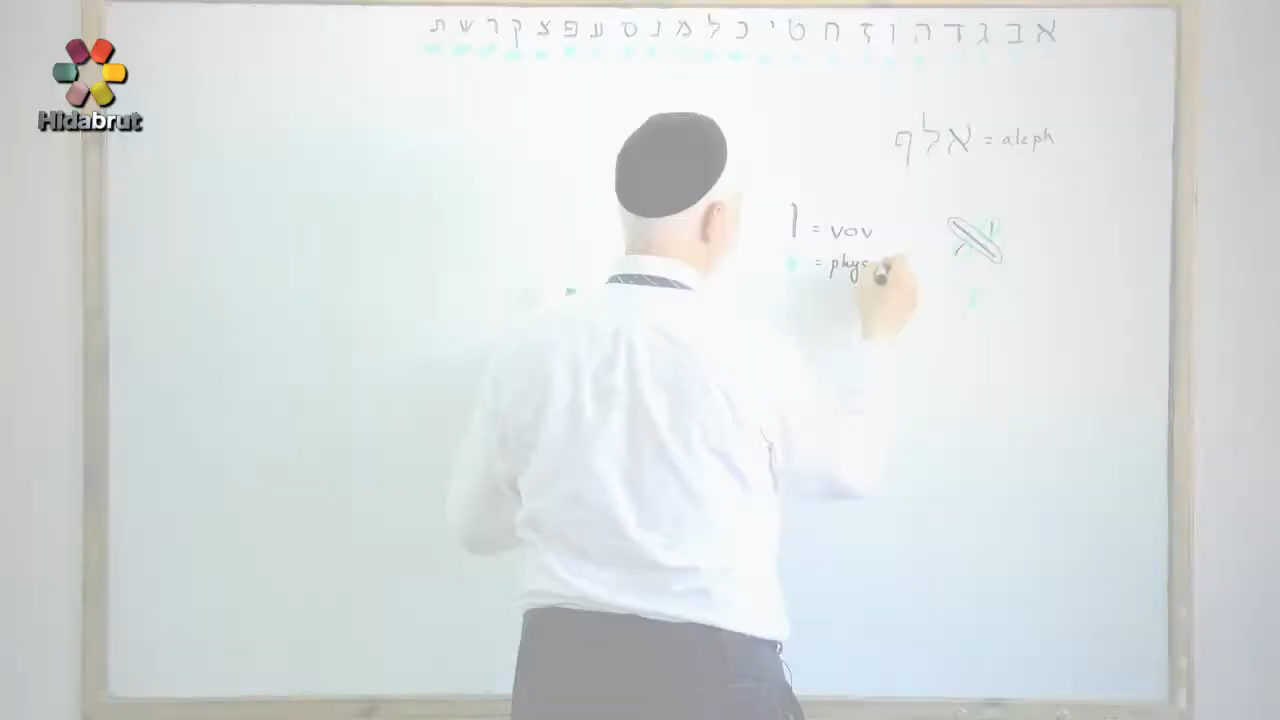 א ב ג ד ה ו ז ח ט י כ ל מ נ ס ע פ צ ק ר ש ת
Hidabrut
אלף = aleph
ו = vov
= phys